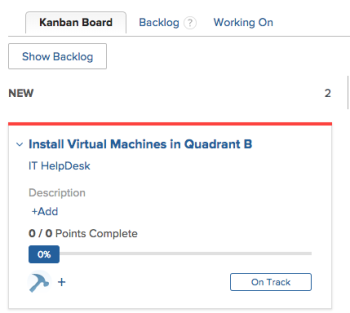 Kanban Board Backlog ? Working On
Show Backlog
NEW 2
Install Virtual Machines in Quadrant B
IT HelpDesk
Description
+Add
0 / 0 Points Complete
0%
+ On Track